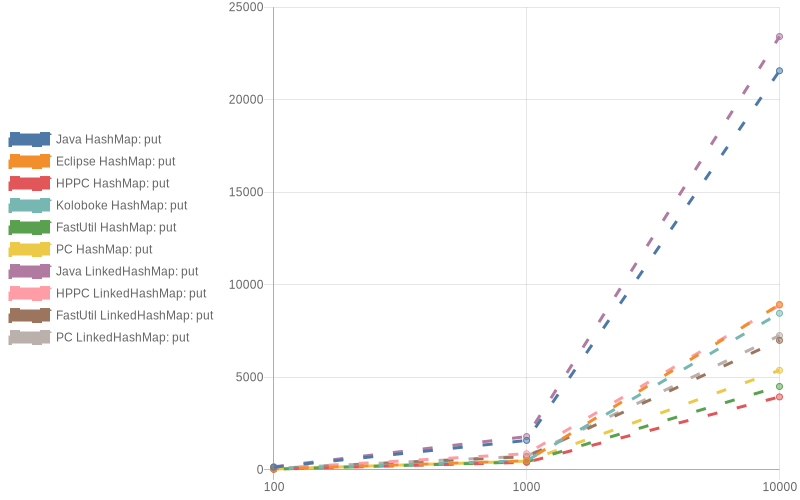 25000
20000
15000
10000
5000
0
100
1000
10000
Java HashMap: put
Eclipse HashMap: put
HPPC HashMap: put
Koloboke HashMap: put
FastUtil HashMap: put
PC HashMap: put
Java LinkedHashMap: put
HPPC LinkedHashMap: put
FastUtil LinkedHashMap: put
PC LinkedHashMap: put